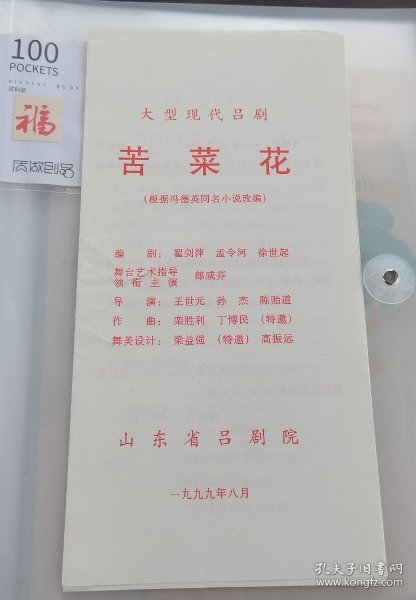 100
POCKETS
DISPLAY BOOK
资料册
福
大型现代吕剧
苦菜花
(根据冯德英同名小说改编)
编剧：翟剑萍 孟令河 徐世起
舞台艺术指导
领衔主演 郎咸芬
导演：王世元 孙杰 陈贻道
作曲：栾胜利 丁博民 (特邀)
舞美设计：梁益强 (特邀) 高振远
山东省吕剧院
一九九九年八月
孔夫子旧书网